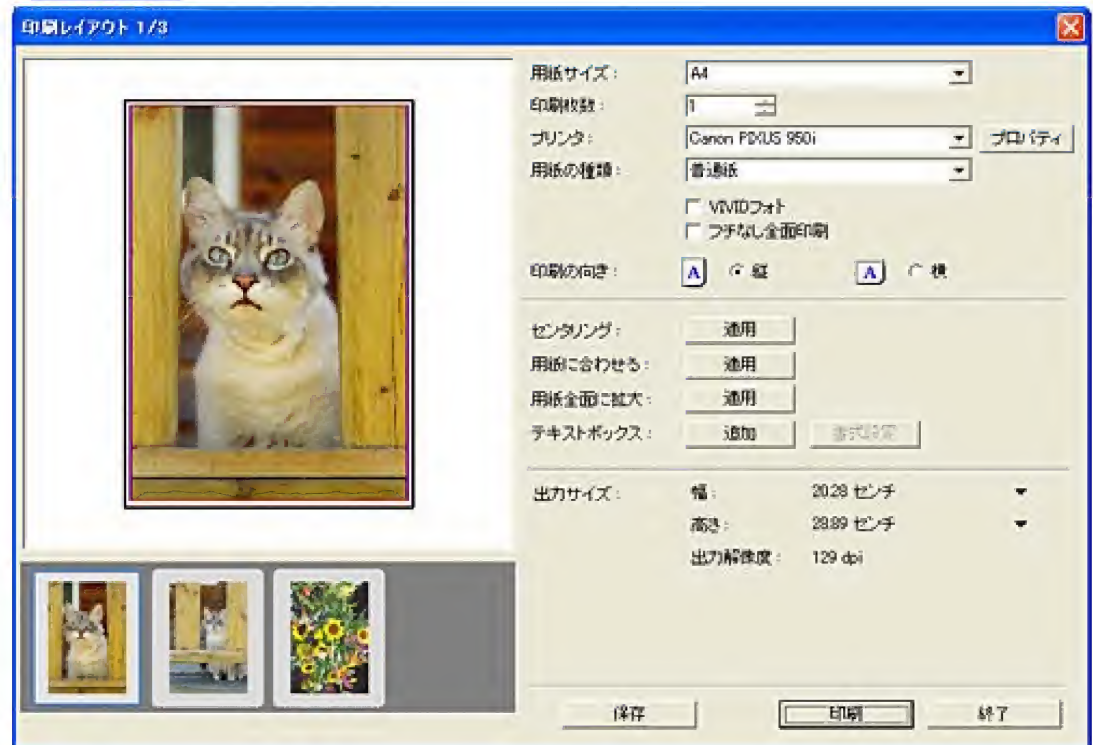 印刷レイアウト 1/3
用紙サイズ： A4
印刷枚数： 1
プリンタ： Canon PIXUS 950i プロパティ
用紙の種類： 普通紙
VIVIDフォト
フチなし全面印刷
印刷の向き： A 縦 A 横
センタリング： 適用
用紙に合わせる： 適用
用紙全面に拡大： 適用
テキストボックス： 追加 書式設定
出力サイズ： 幅： 20.28 センチ
高さ： 28.89 センチ
出力解像度： 129 dpi
保存 印刷 終了